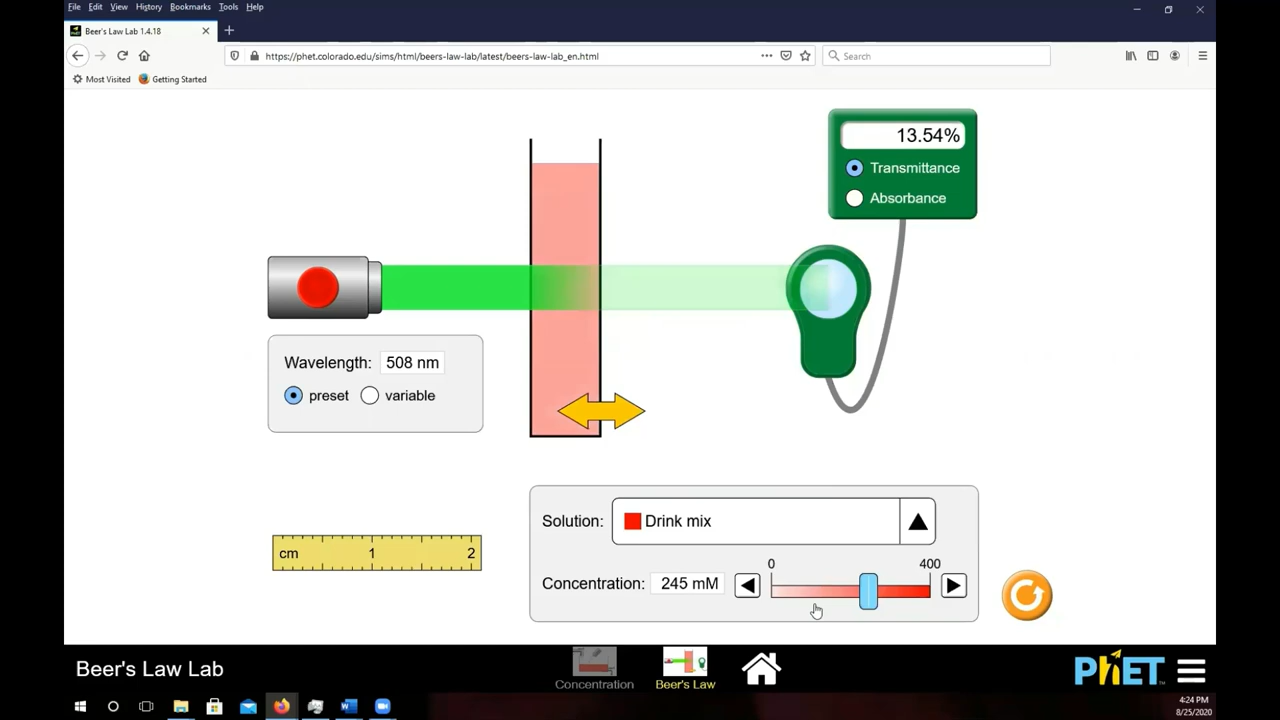 File Edit View History Bookmarks Tools Help
Beer's Law Lab 1.4.18
https://phet.colorado.edu/sims/html/beers-law-lab/latest/beers-law-lab_en.html
Search
Most Visited Getting Started
13.54%
Transmittance
Absorbance
Wavelength: 508 nm
preset variable
Solution: Drink mix
cm 1 2
0 400
Concentration: 245 mM
Beer's Law Lab
Concentration
Beer's Law
PhET
4:24 PM
8/25/2020